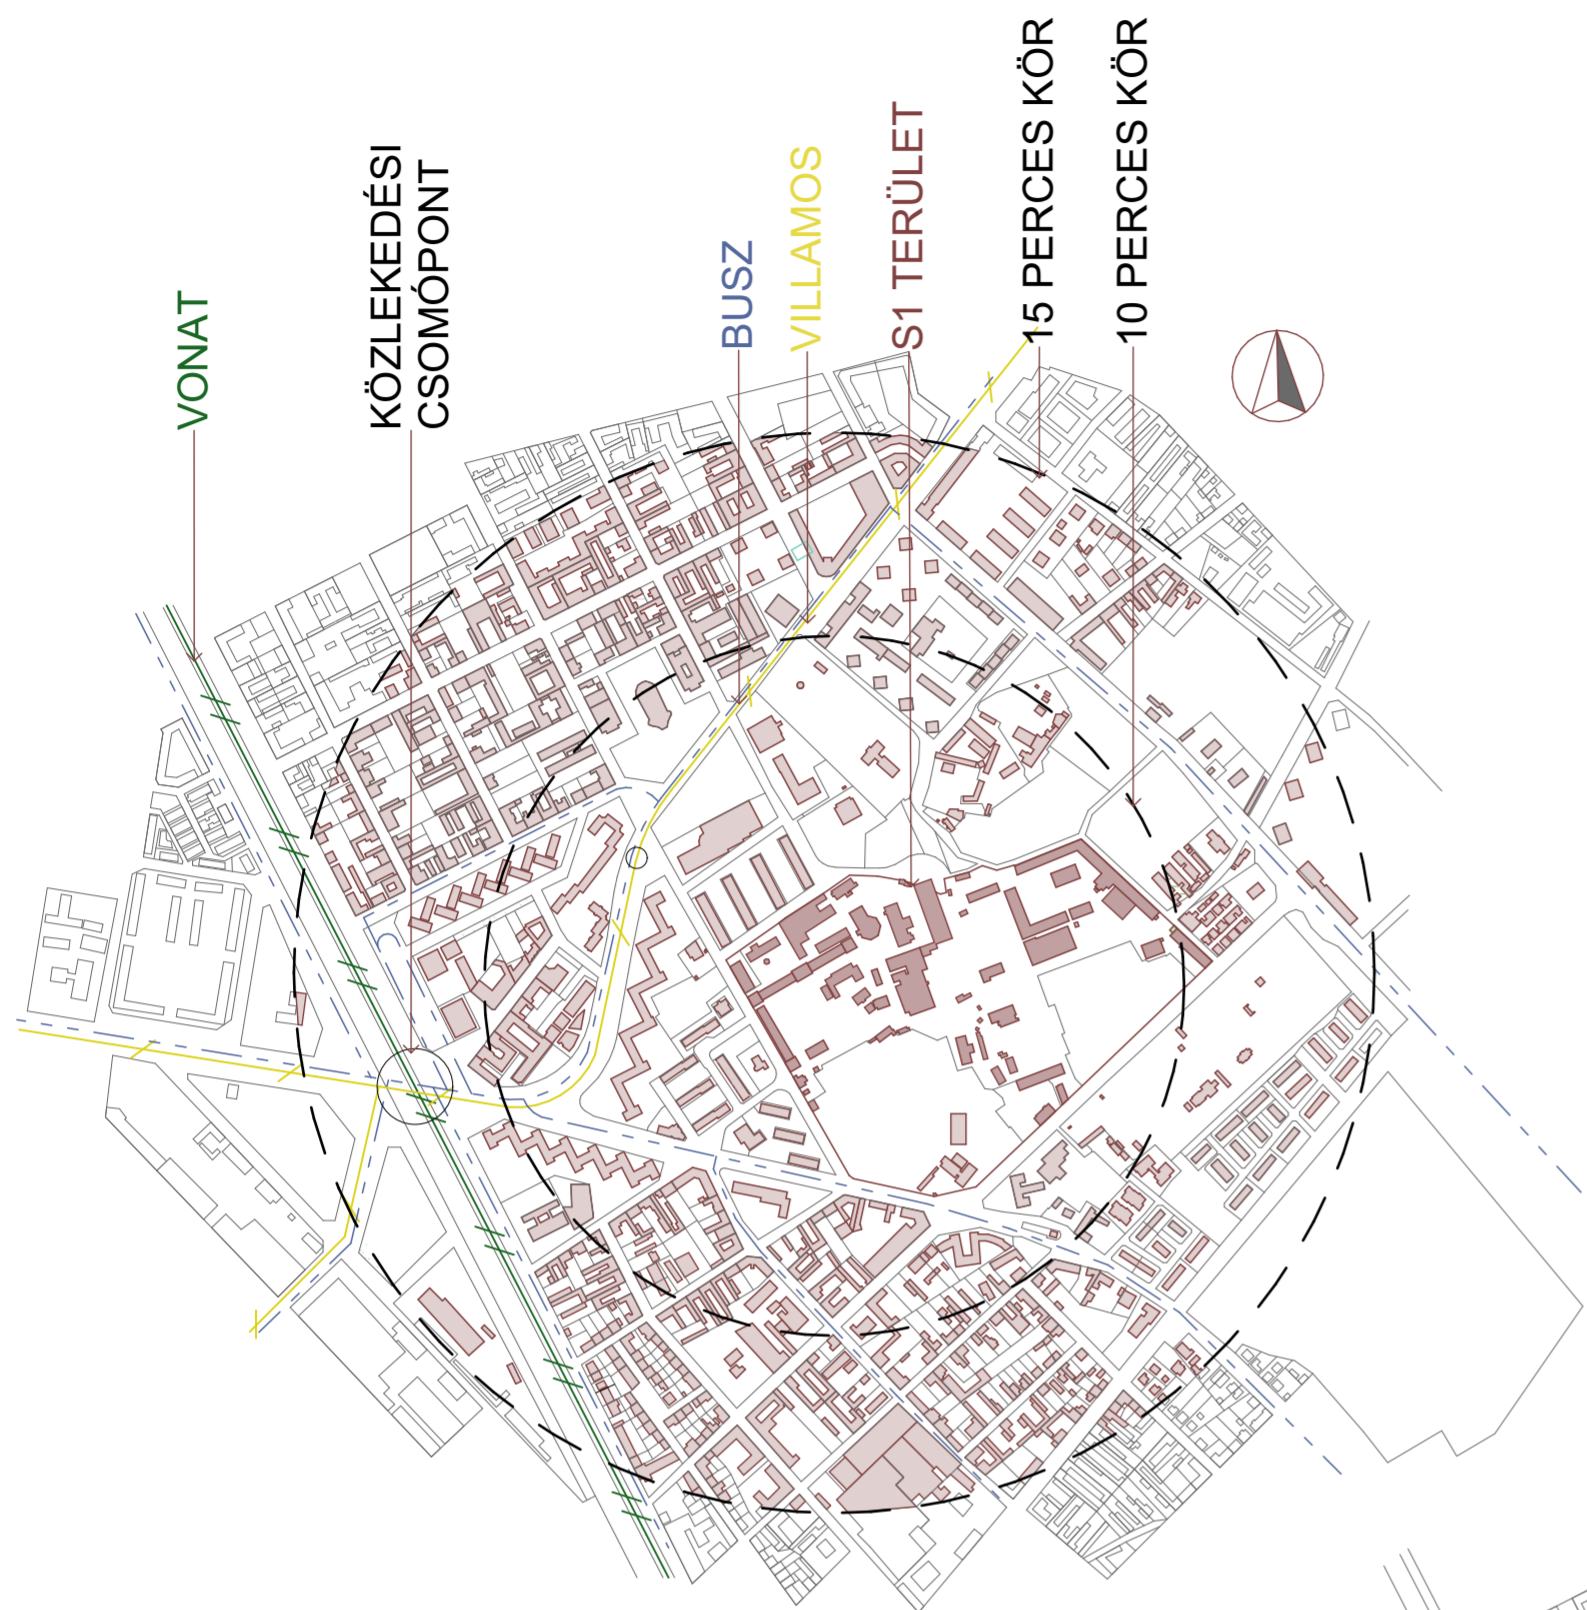 VONAT
KÖZLEKEDÉSI
CSOMÓPONT
BUSZ
VILLAMOS
S1 TERÜLET
15 PERCES KÖR
10 PERCES KÖR